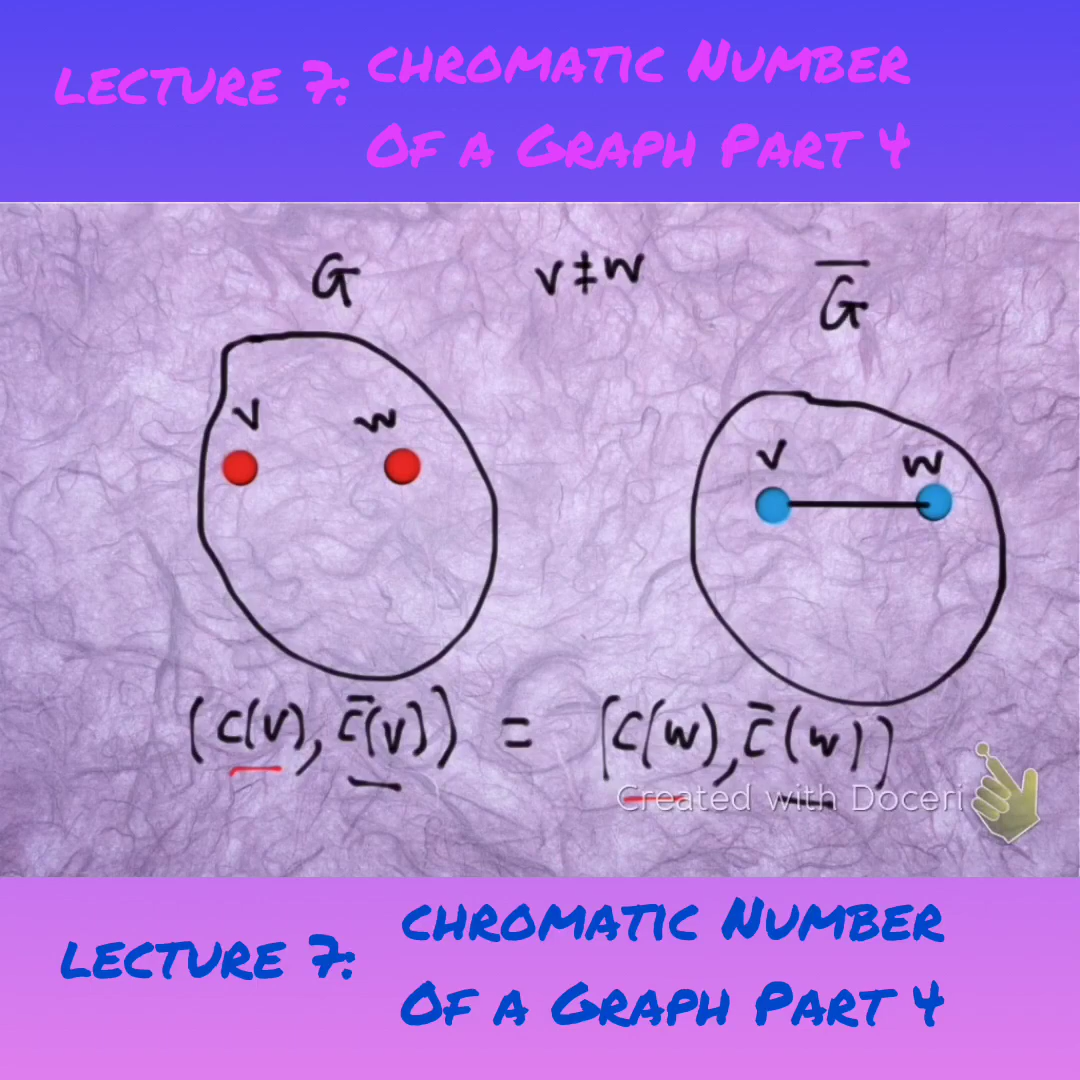 LECTURE 7: CHROMATIC NUMBER
OF A GRAPH PART 4
G v ‡ w G̅
v w
v w
(c(v), c̄(v)) = [c(w), c̄(w)]
Created with Doceri
LECTURE 7: CHROMATIC NUMBER
OF A GRAPH PART 4